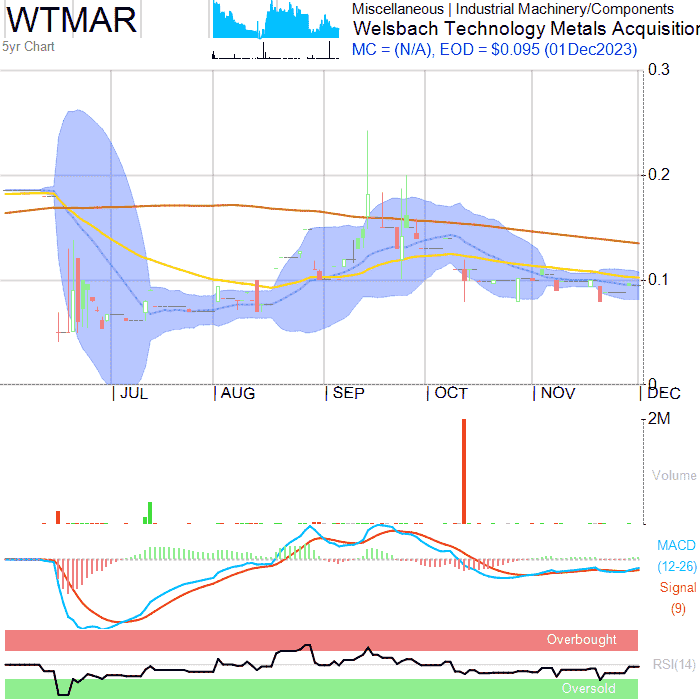 WTMAR
5yr Chart
Miscellaneous | Industrial Machinery/Components
Welsbach Technology Metals Acquisition
MC = (N/A), EOD = $0.095 (01Dec2023)
0.3
0.2
0.1
0
| JUL | AUG | SEP | OCT | NOV | DEC
2M
Volume
MACD
(12-26)
Signal
(9)
Overbought
RSI(14)
Oversold